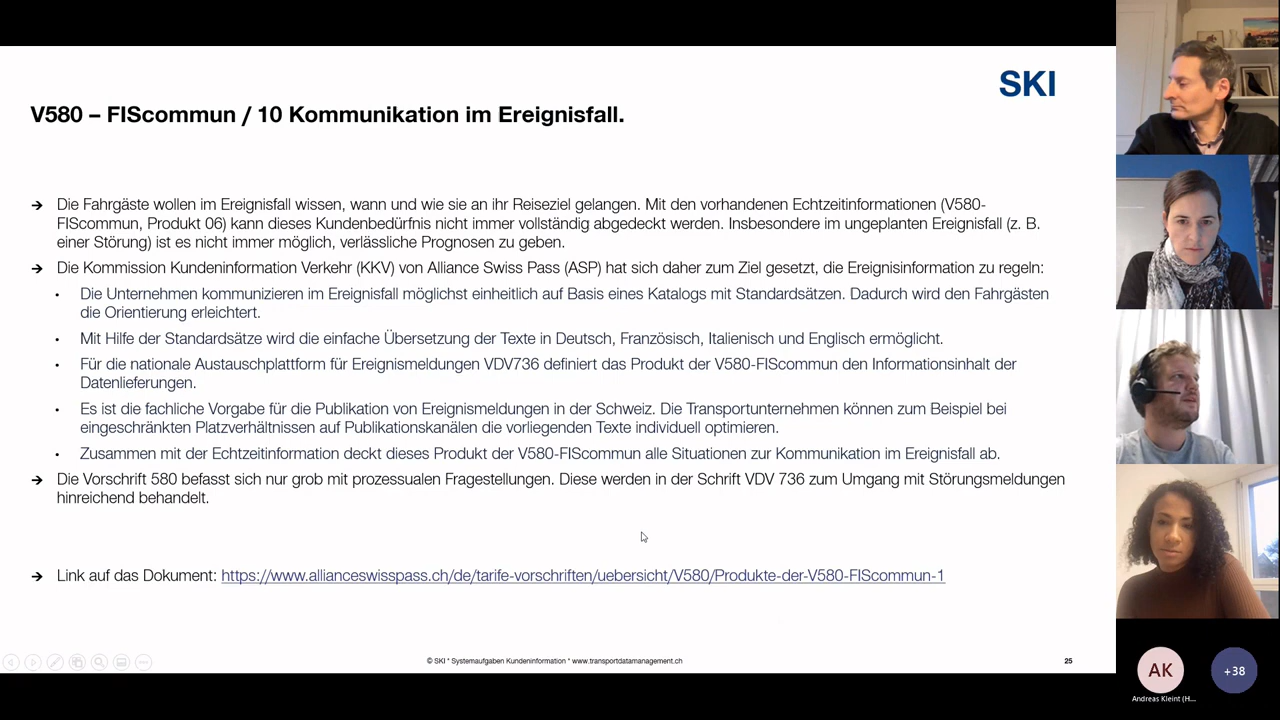 SKI
V580 – FIScommun / 10 Kommunikation im Ereignisfall.
➔ Die Fahrgäste wollen im Ereignisfall wissen, wann und wie sie an ihr Reiseziel gelangen. Mit den vorhandenen Echtzeitinformationen (V580-
FIScommun, Produkt 06) kann dieses Kundenbedürfnis nicht immer vollständig abgedeckt werden. Insbesondere im ungeplanten Ereignisfall (z. B.
einer Störung) ist es nicht immer möglich, verlässliche Prognosen zu geben.
➔ Die Kommission Kundeninformation Verkehr (KKV) von Alliance Swiss Pass (ASP) hat sich daher zum Ziel gesetzt, die Ereignisinformation zu regeln:
• Die Unternehmen kommunizieren im Ereignisfall möglichst einheitlich auf Basis eines Katalogs mit Standardsätzen. Dadurch wird den Fahrgästen
die Orientierung erleichtert.
• Mit Hilfe der Standardsätze wird die einfache Übersetzung der Texte in Deutsch, Französisch, Italienisch und Englisch ermöglicht.
• Für die nationale Austauschplattform für Ereignismeldungen VDV736 definiert das Produkt der V580-FIScommun den Informationsinhalt der
Datenlieferungen.
• Es ist die fachliche Vorgabe für die Publikation von Ereignismeldungen in der Schweiz. Die Transportunternehmen können zum Beispiel bei
eingeschränkten Platzverhältnissen auf Publikationskanälen die vorliegenden Texte individuell optimieren.
• Zusammen mit der Echtzeitinformation deckt dieses Produkt der V580-FIScommun alle Situationen zur Kommunikation im Ereignisfall ab.
➔ Die Vorschrift 580 befasst sich nur grob mit prozessualen Fragestellungen. Diese werden in der Schrift VDV 736 zum Umgang mit Störungsmeldungen
hinreichend behandelt.
➔ Link auf das Dokument: https://www.allianceswisspass.ch/de/tarife-vorschriften/uebersicht/V580/Produkte-der-V580-FIScommun-1
© SKI * Systemaufgaben Kundeninformation * www.transportdatamanagement.ch
25
AK
+38
Andreas Kleint (H...